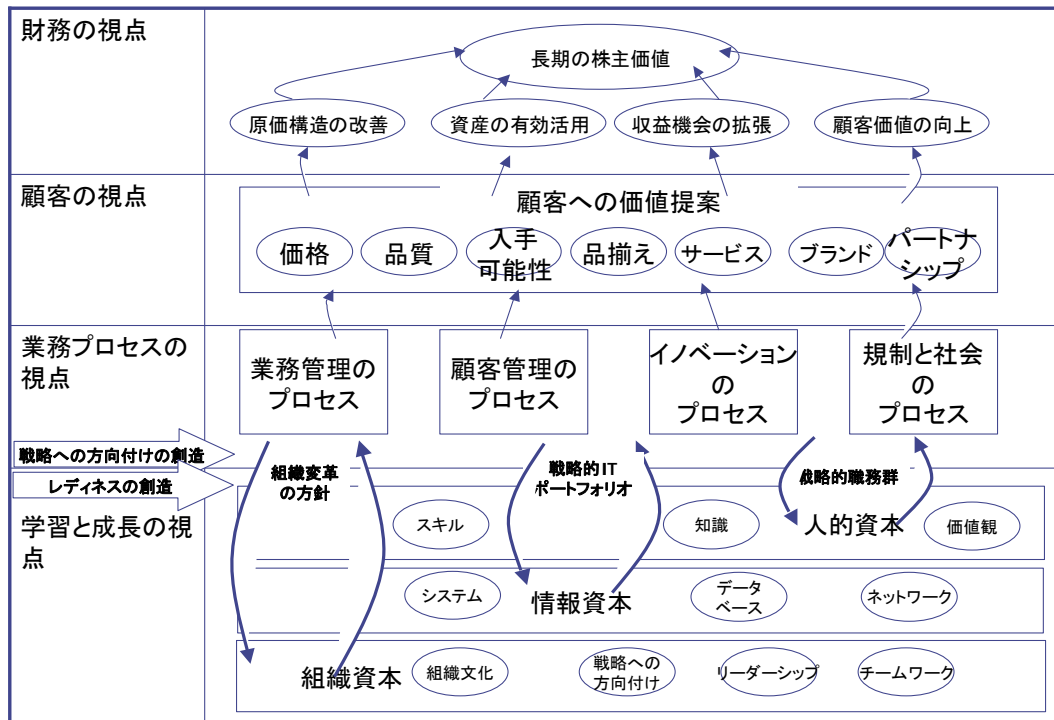 財務の視点
長期の株主価値
原価構造の改善
資産の有効活用
収益機会の拡張
顧客価値の向上
顧客の視点
顧客への価値提案
価格
品質
入手
可能性
品揃え
サービス
ブランド
パートナ
シップ
業務プロセスの
視点
業務管理の
プロセス
顧客管理の
プロセス
イノベーション
の
プロセス
規制と社会
の
プロセス
戦略への方向付けの創造
レディネスの創造
組織変革
の方針
戦略的IT
ポートフォリオ
戦略的職務群
学習と成長の視
点
スキル
知識
人的資本
価値観
システム
情報資本
データ
ベース
ネットワーク
組織資本
組織文化
戦略への
方向付け
リーダーシップ
チームワーク